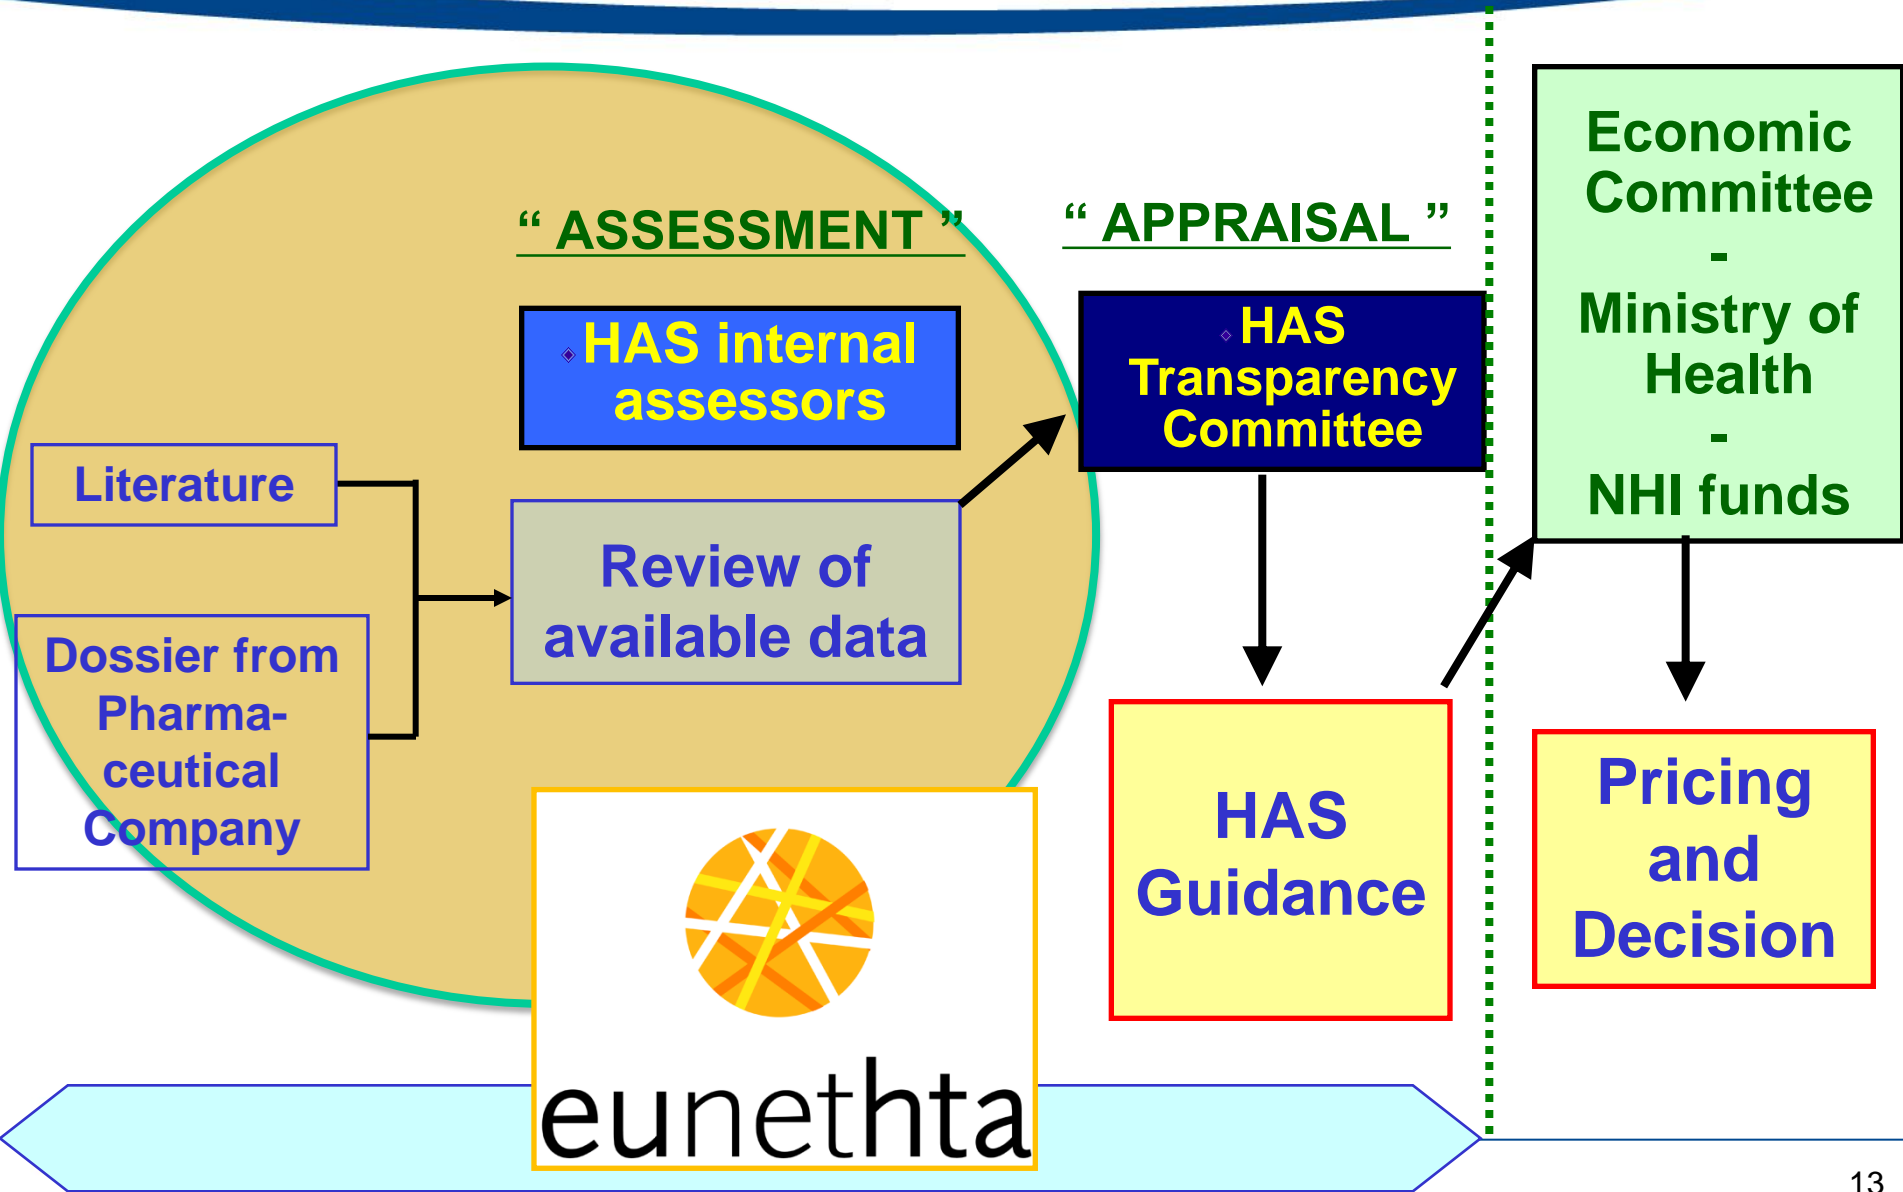 “ ASSESSMENT ”
HAS internal
assessors
Literature
Dossier from
Pharma-
ceutical
Company
Review of
available data
“ APPRAISAL ”
HAS
Transparency
Committee
HAS
Guidance
Economic
Committee
-
Ministry of
Health
-
NHI funds
Pricing
and
Decision
eunethta
13